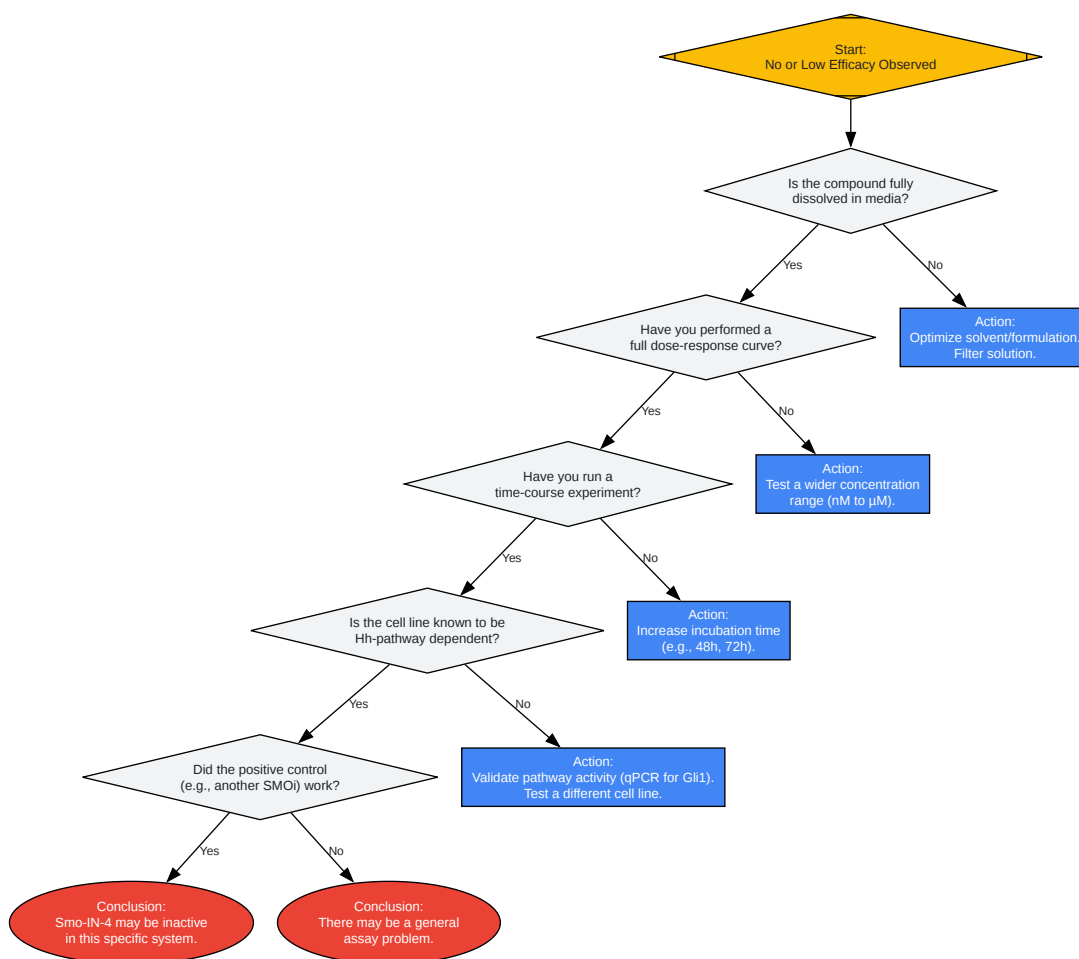 Start:
No or Low Efficacy Observed
Is the compound fully
dissolved in media?
Yes
No
Have you performed a
full dose-response curve?
Action:
Optimize solvent/formulation.
Filter solution.
Yes
No
Have you run a
time-course experiment?
Action:
Test a wider concentration
range (nM to µM).
Yes
No
Is the cell line known to be
Hh-pathway dependent?
Action:
Increase incubation time
(e.g., 48h, 72h).
Yes
No
Did the positive control
(e.g., another SMOi) work?
Action:
Validate pathway activity (qPCR for Gli1).
Test a different cell line.
Yes
No
Conclusion:
Smo-IN-4 may be inactive
in this specific system.
Conclusion:
There may be a general
assay problem.